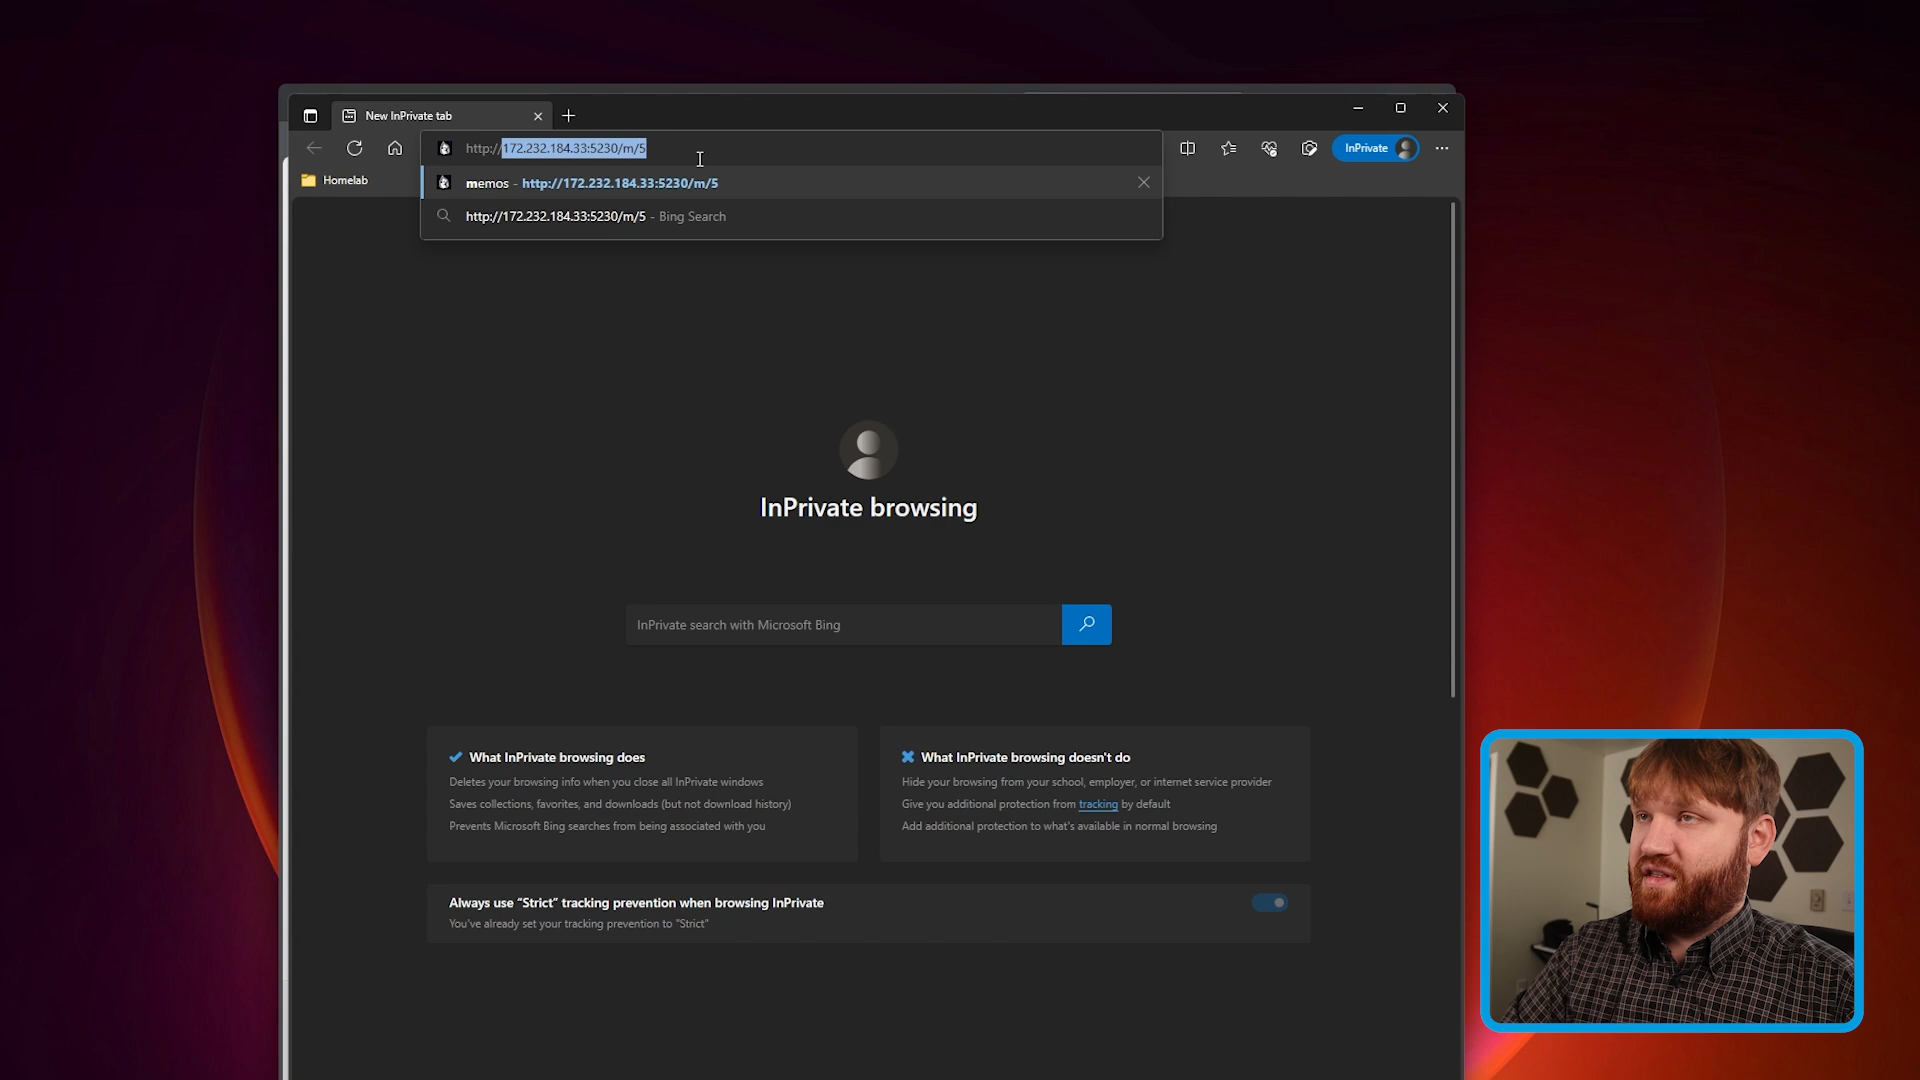 New InPrivate tab
http://172.232.184.33:5230/m/5
InPrivate
Homelab
memos - http://172.232.184.33:5230/m/5
http://172.232.184.33:5230/m/5 - Bing Search
InPrivate browsing
InPrivate search with Microsoft Bing
What InPrivate browsing does
Deletes your browsing info when you close all InPrivate windows
Saves collections, favorites, and downloads (but not download history)
Prevents Microsoft Bing searches from being associated with you
What InPrivate browsing doesn't do
Hide your browsing from your school, employer, or internet service provider
Give you additional protection from tracking by default
Add additional protection to what's available in normal browsing
Always use “Strict” tracking prevention when browsing InPrivate
You've already set your tracking prevention to "Strict"